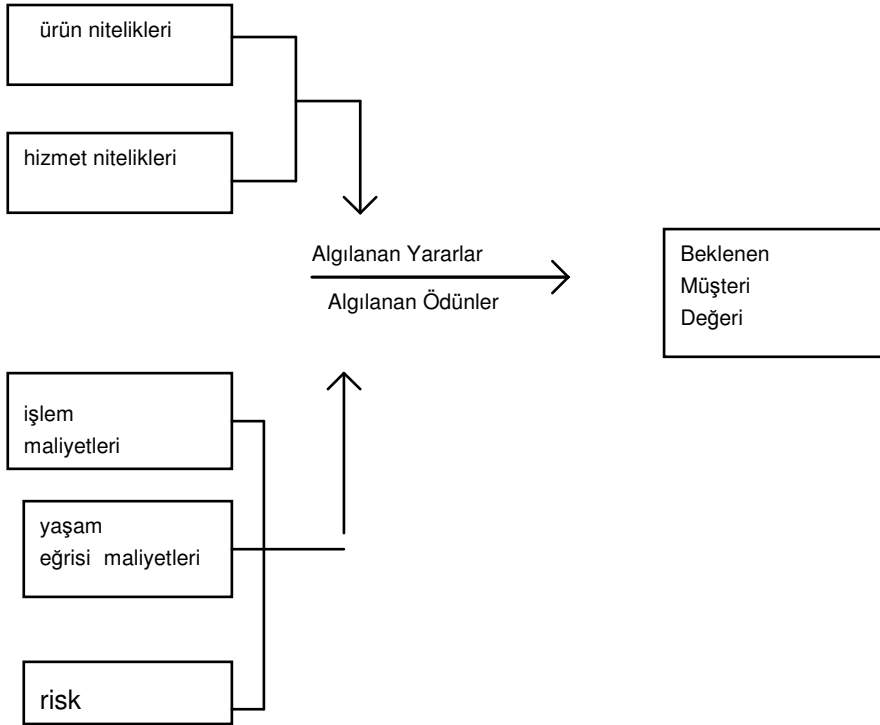 ürün nitelikleri
hizmet nitelikleri
Algılanan Yararlar
Algılanan Ödünler
Beklenen
Müşteri
Değeri
işlem
maliyetleri
yaşam
eğrisi maliyetleri
risk